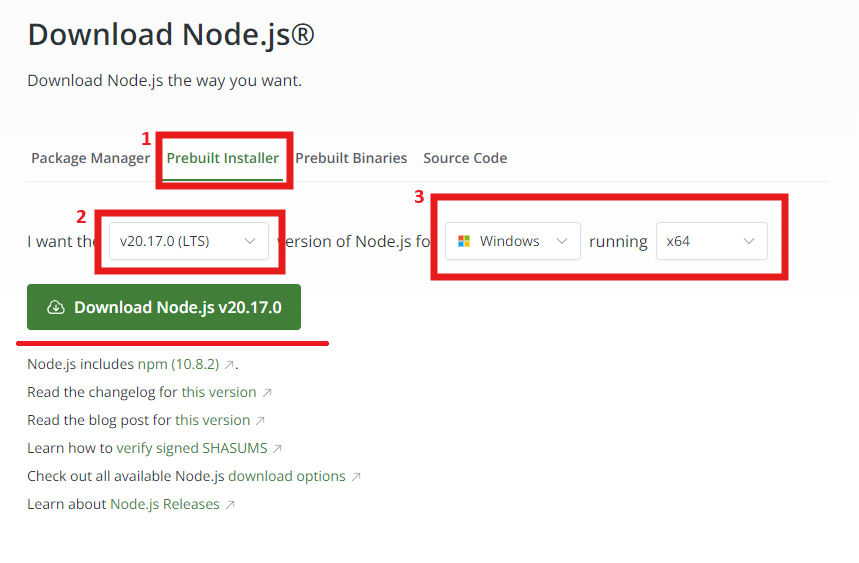 Download Node.js®
Download Node.js the way you want.
1
Package Manager Prebuilt Installer Prebuilt Binaries Source Code
2 3
I want the v20.17.0 (LTS) version of Node.js fo Windows running x64
Download Node.js v20.17.0
Node.js includes npm (10.8.2) ↗.
Read the changelog for this version ↗
Read the blog post for this version ↗
Learn how to verify signed SHASUMS ↗
Check out all available Node.js download options ↗
Learn about Node.js Releases ↗